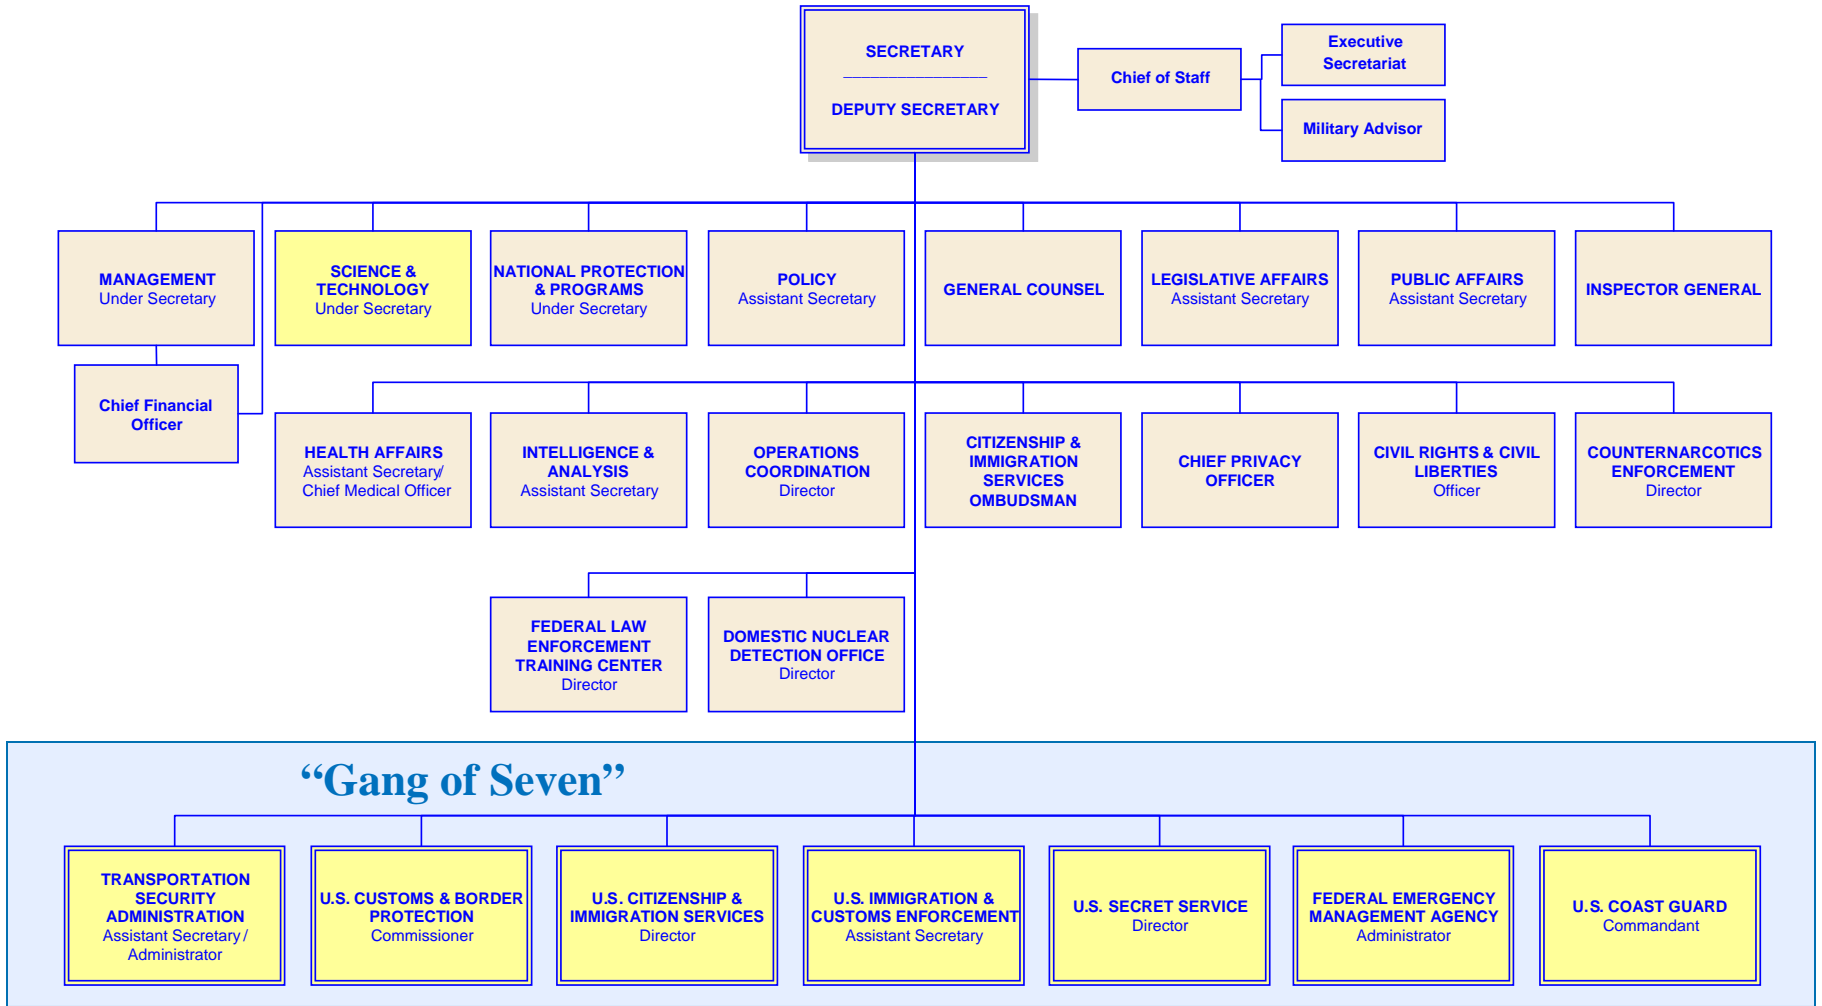 SECRETARY
DEPUTY SECRETARY
Chief of Staff
Executive
Secretariat
Military Advisor
MANAGEMENT
Under Secretary
SCIENCE &
TECHNOLOGY
Under Secretary
NATIONAL PROTECTION
& PROGRAMS
Under Secretary
POLICY
Assistant Secretary
GENERAL COUNSEL
LEGISLATIVE AFFAIRS
Assistant Secretary
PUBLIC AFFAIRS
Assistant Secretary
INSPECTOR GENERAL
Chief Financial
Officer
HEALTH AFFAIRS
Assistant Secretary/
Chief Medical Officer
INTELLIGENCE &
ANALYSIS
Assistant Secretary
OPERATIONS
COORDINATION
Director
CITIZENSHIP &
IMMIGRATION
SERVICES
OMBUDSMAN
CHIEF PRIVACY
OFFICER
CIVIL RIGHTS & CIVIL
LIBERTIES
Officer
COUNTERNARCOTICS
ENFORCEMENT
Director
FEDERAL LAW
ENFORCEMENT
TRAINING CENTER
Director
DOMESTIC NUCLEAR
DETECTION OFFICE
Director
“Gang of Seven”
TRANSPORTATION
SECURITY
ADMINISTRATION
Assistant Secretary /
Administrator
U.S. CUSTOMS & BORDER
PROTECTION
Commissioner
U.S. CITIZENSHIP &
IMMIGRATION SERVICES
Director
U.S. IMMIGRATION &
CUSTOMS ENFORCEMENT
Assistant Secretary
U.S. SECRET SERVICE
Director
FEDERAL EMERGENCY
MANAGEMENT AGENCY
Administrator
U.S. COAST GUARD
Commandant